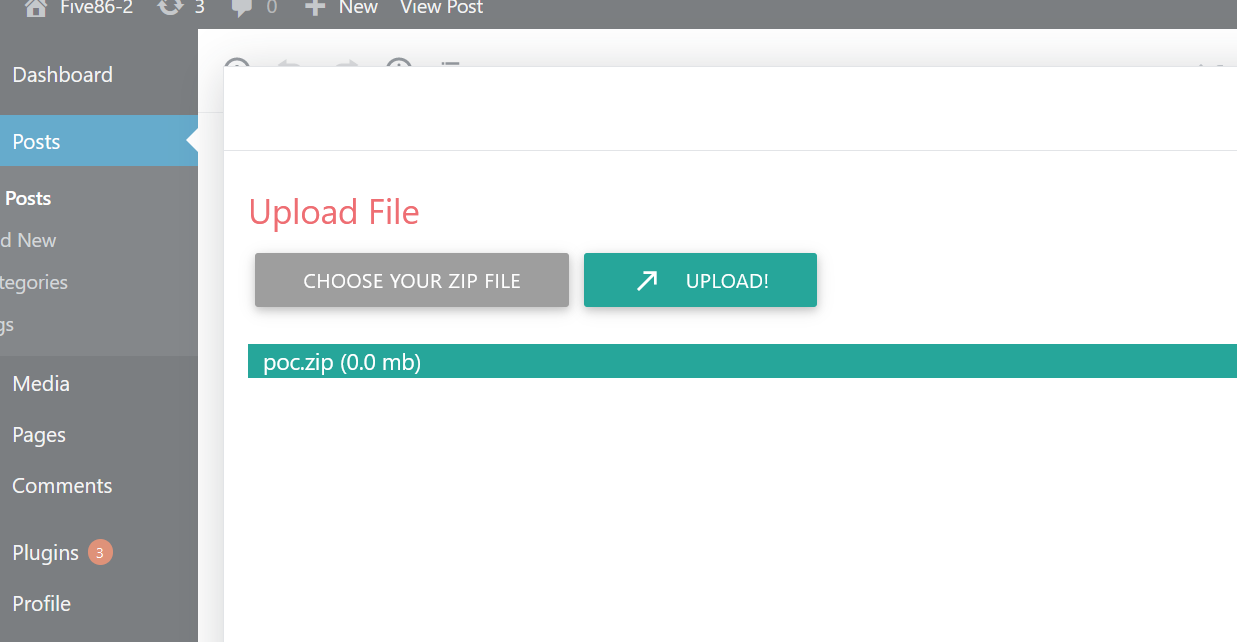 Five86-2 3 0 New View Post
Dashboard
Posts
Posts
d New
tegories
gs
Media
Pages
Comments
Plugins 3
Profile
Upload File
CHOOSE YOUR ZIP FILE UPLOAD!
poc.zip (0.0 mb)